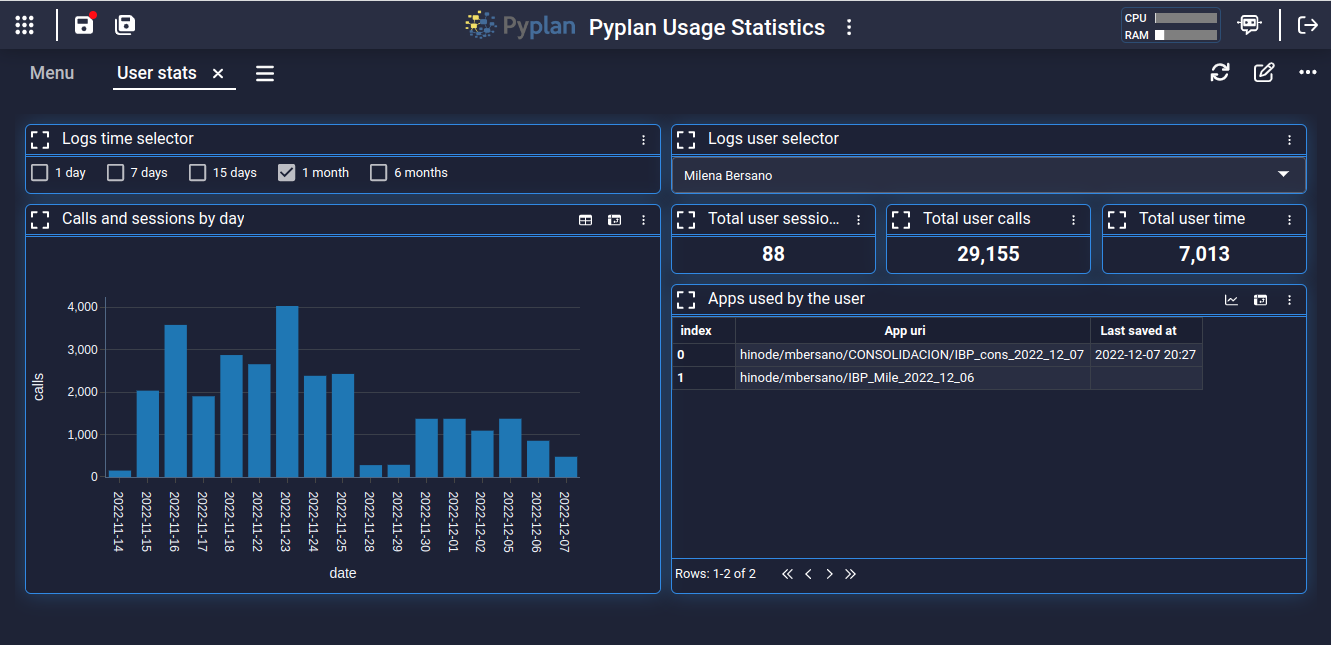 Pyplan Pyplan Usage Statistics
CPU
RAM
Menu User stats
Logs time selector
1 day 7 days 15 days 1 month 6 months
Logs user selector
Milena Bersano
Calls and sessions by day
calls
4,000
3,000
2,000
1,000
0
2022-11-14
2022-11-15
2022-11-16
2022-11-17
2022-11-18
2022-11-22
2022-11-23
2022-11-24
2022-11-25
2022-11-28
2022-11-29
2022-11-30
2022-12-01
2022-12-02
2022-12-05
2022-12-06
2022-12-07
date
Total user sessio...
88
Total user calls
29,155
Total user time
7,013
Apps used by the user
index App uri Last saved at
0 hinode/mbersano/CONSOLIDACION/IBP_cons_2022_12_07 2022-12-07 20:27
1 hinode/mbersano/IBP_Mile_2022_12_06
Rows: 1-2 of 2